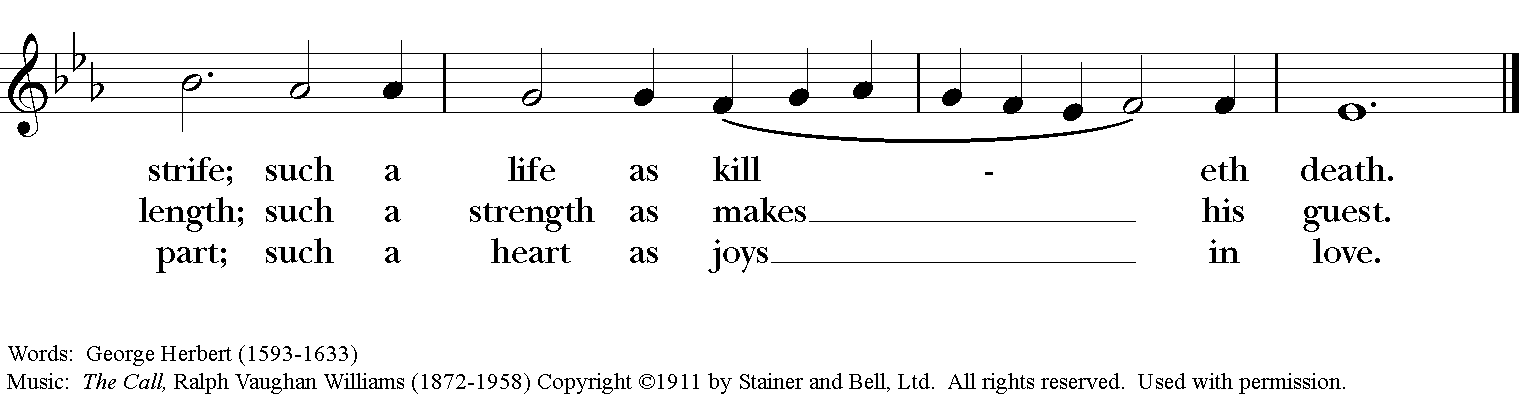 strife; such a life as kill - eth death.
length; such a strength as makes his guest.
part; such a heart as joys in love.
Words: George Herbert (1593-1633)
Music: The Call, Ralph Vaughan Williams (1872-1958) Copyright ©1911 by Stainer and Bell, Ltd. All rights reserved. Used with permission.